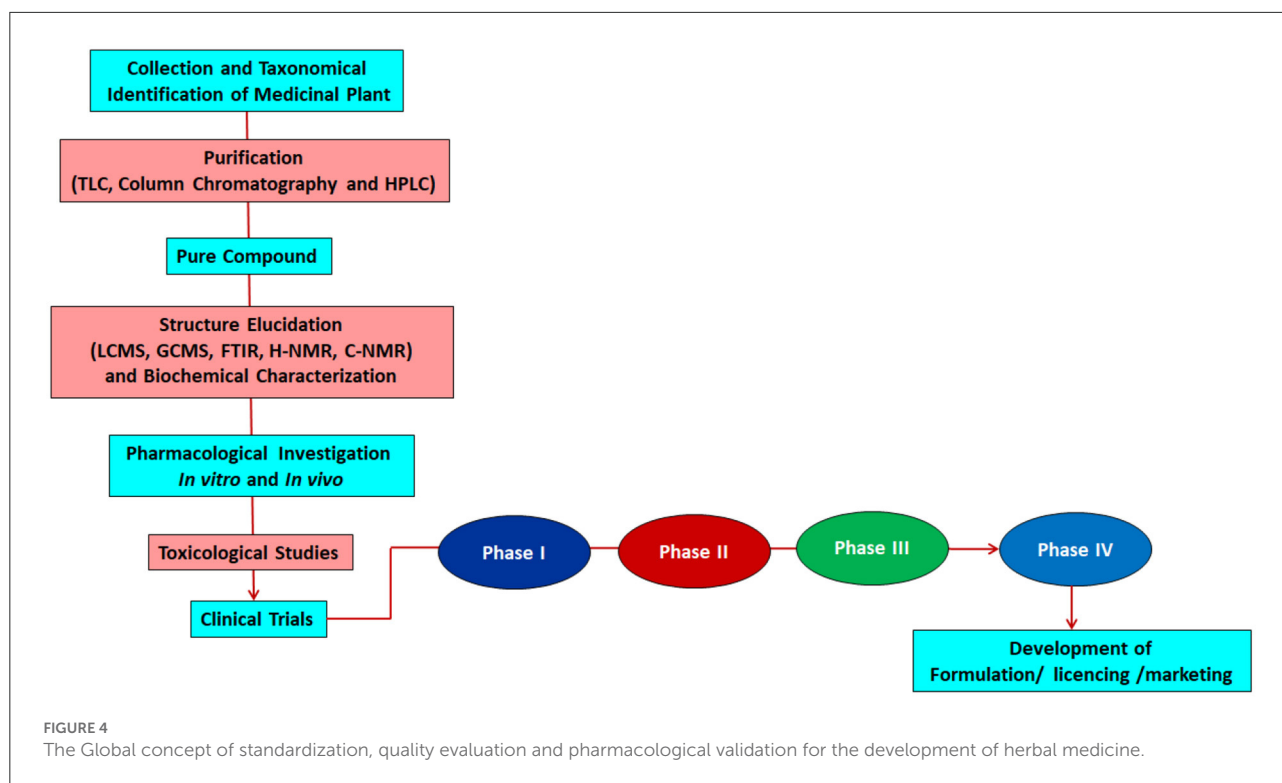 Collection and Taxonomical
Identification of Medicinal Plant
Purification
(TLC, Column Chromatography and HPLC)
Pure Compound
Structure Elucidation
(LCMS, GCMS, FTIR, H-NMR, C-NMR)
and Biochemical Characterization
Pharmacological Investigation
In vitro and In vivo
Toxicological Studies
Clinical Trials
Phase I
Phase II
Phase III
Phase IV
Development of
Formulation/ licencing /marketing
FIGURE 4
The Global concept of standardization, quality evaluation and pharmacological validation for the development of herbal medicine.